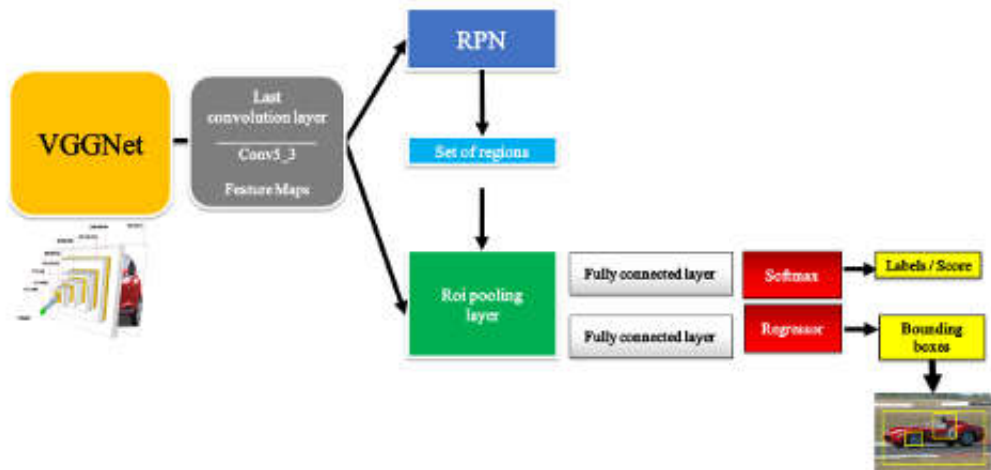 RPN
VGGNet
Last
convolution layer
Conv5_3
Feature Maps
Set of regions
Roi pooling
layer
Fully connected layer
Softmax
Labels / Score
Fully connected layer
Regressor
Bounding
boxes